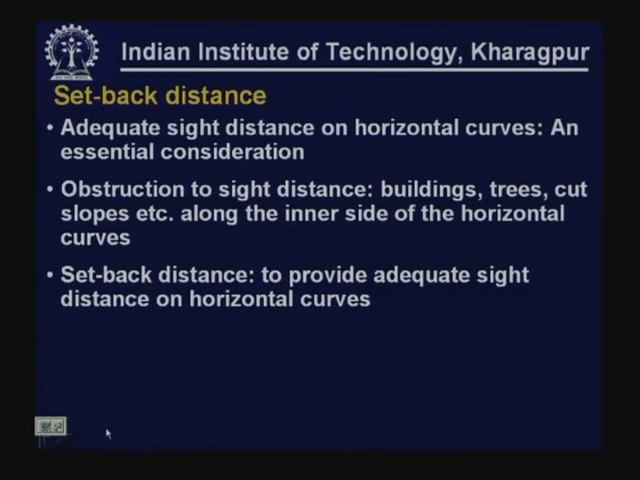 Indian Institute of Technology, Kharagpur
Set-back distance
• Adequate sight distance on horizontal curves: An
essential consideration
• Obstruction to sight distance: buildings, trees, cut
slopes etc. along the inner side of the horizontal
curves
• Set-back distance: to provide adequate sight
distance on horizontal curves